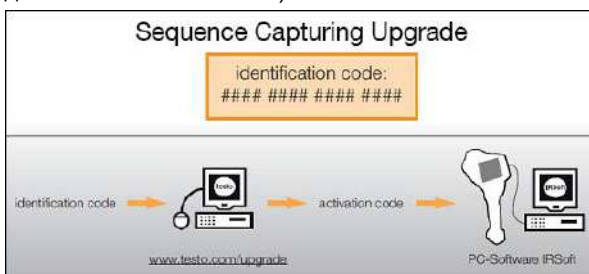 Sequence Capturing Upgrade
identification code:
#### #### #### ####
identification code
testo
activation code
IRSoft
www.testo.com/upgrade
PC-Software IRSoft